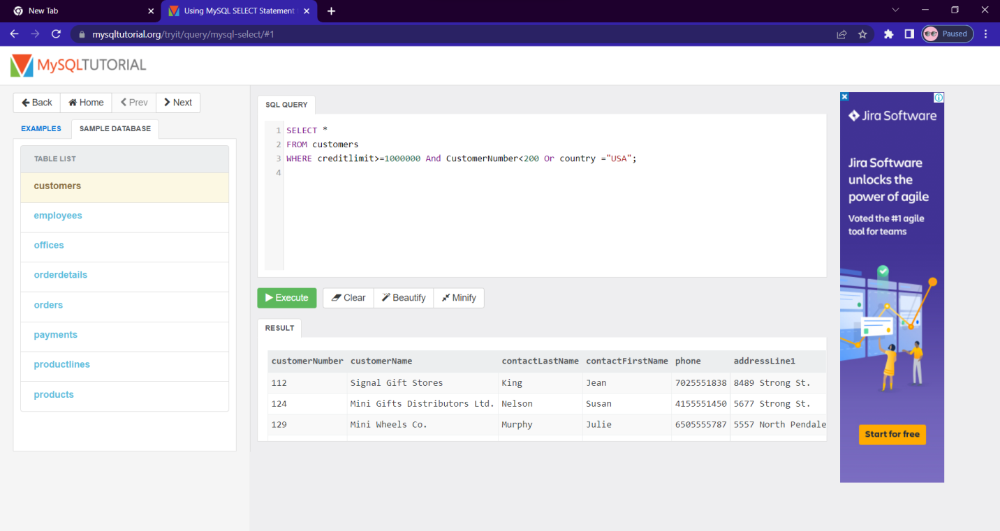 New Tab
Using MySQL SELECT Statement
mysqltutorial.org/tryit/query/mysql-select/#1
Paused
MySQLTUTORIAL
Back Home Prev Next
EXAMPLES SAMPLE DATABASE
TABLE LIST
customers
employees
offices
orderdetails
orders
payments
productlines
products
SQL QUERY
1 SELECT *
2 FROM customers
3 WHERE creditlimit>=1000000 And CustomerNumber<200 Or country ="USA";
4
Execute Clear Beautify Minify
RESULT
customerNumber customerName contactLastName contactFirstName phone addressLine1
112 Signal Gift Stores King Jean 7025551838 8489 Strong St.
124 Mini Gifts Distributors Ltd. Nelson Susan 4155551450 5677 Strong St.
129 Mini Wheels Co. Murphy Julie 6505555787 5557 North Pendale
Jira Software
Jira Software
unlocks the
power of agile
Voted the #1 agile
tool for teams
Start for free